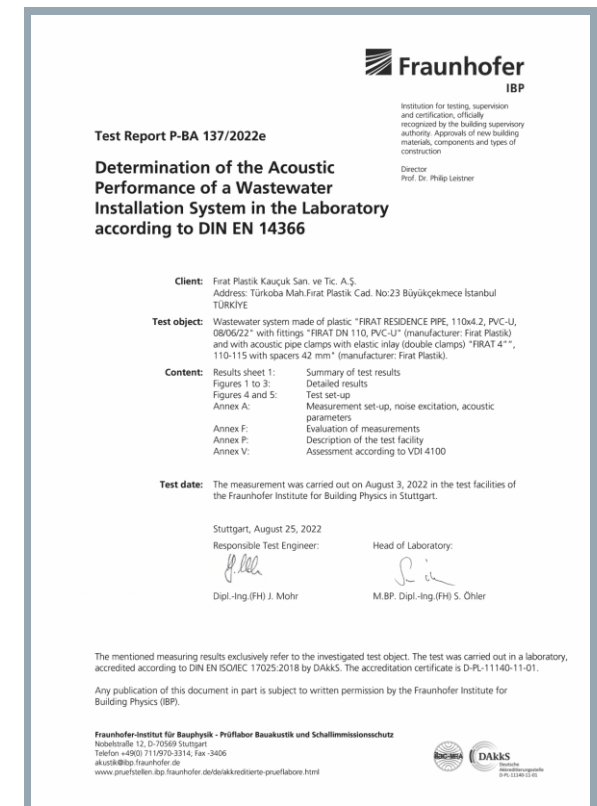 Fraunhofer
IBP
Institution for testing, supervision
and certification, officially
recognized by the building supervisory
authority. Approvals of new building
materials, components and types of
construction
Director
Prof. Dr. Philip Leistner
Test Report P-BA 137/2022e
Determination of the Acoustic
Performance of a Wastewater
Installation System in the Laboratory
according to DIN EN 14366
Client: Fırat Plastik Kauçuk San. ve Tic. A.Ş.
Address: Türkoba Mah.Fırat Plastik Cad. No:23 Büyükçekmece İstanbul
TÜRKİYE
Test object: Wastewater system made of plastic "FIRAT RESIDENCE PIPE, 110x4.2, PVC-U,
08/06/22" with fittings "FIRAT DN 110, PVC-U" (manufacturer: Firat Plastik)
and with acoustic pipe clamps with elastic inlay (double clamps) "FIRAT 4"",
110-115 with spacers 42 mm" (manufacturer: Firat Plastik).
Content: Results sheet 1: Summary of test results
Figures 1 to 3: Detailed results
Figures 4 and 5: Test set-up
Annex A: Measurement set-up, noise excitation, acoustic
parameters
Annex F: Evaluation of measurements
Annex P: Description of the test facility
Annex V: Assessment according to VDI 4100
Test date: The measurement was carried out on August 3, 2022 in the test facilities of
the Fraunhofer Institute for Building Physics in Stuttgart.
Stuttgart, August 25, 2022
Responsible Test Engineer: Head of Laboratory:
Dipl.-Ing.(FH) J. Mohr M.BP. Dipl.-Ing.(FH) S. Öhler
The mentioned measuring results exclusively refer to the investigated test object. The test was carried out in a laboratory,
accredited according to DIN EN ISO/IEC 17025:2018 by DAkkS. The accreditation certificate is D-PL-11140-11-01.
Any publication of this document in part is subject to written permission by the Fraunhofer Institute for
Building Physics (IBP).
Fraunhofer-Institut für Bauphysik - Prüflabor Bauakustik und Schallimmissionsschutz
Nobelstraße 12, D-70569 Stuttgart
Telefon +49(0) 711/970-3314; Fax -3406
akustik@ibp.fraunhofer.de
www.pruefstellen.ibp.fraunhofer.de/de/akkreditierte-prueflabore.html
ilac-MRA
DAkkS
Deutsche
Akkreditierungsstelle
D-PL-11140-11-01